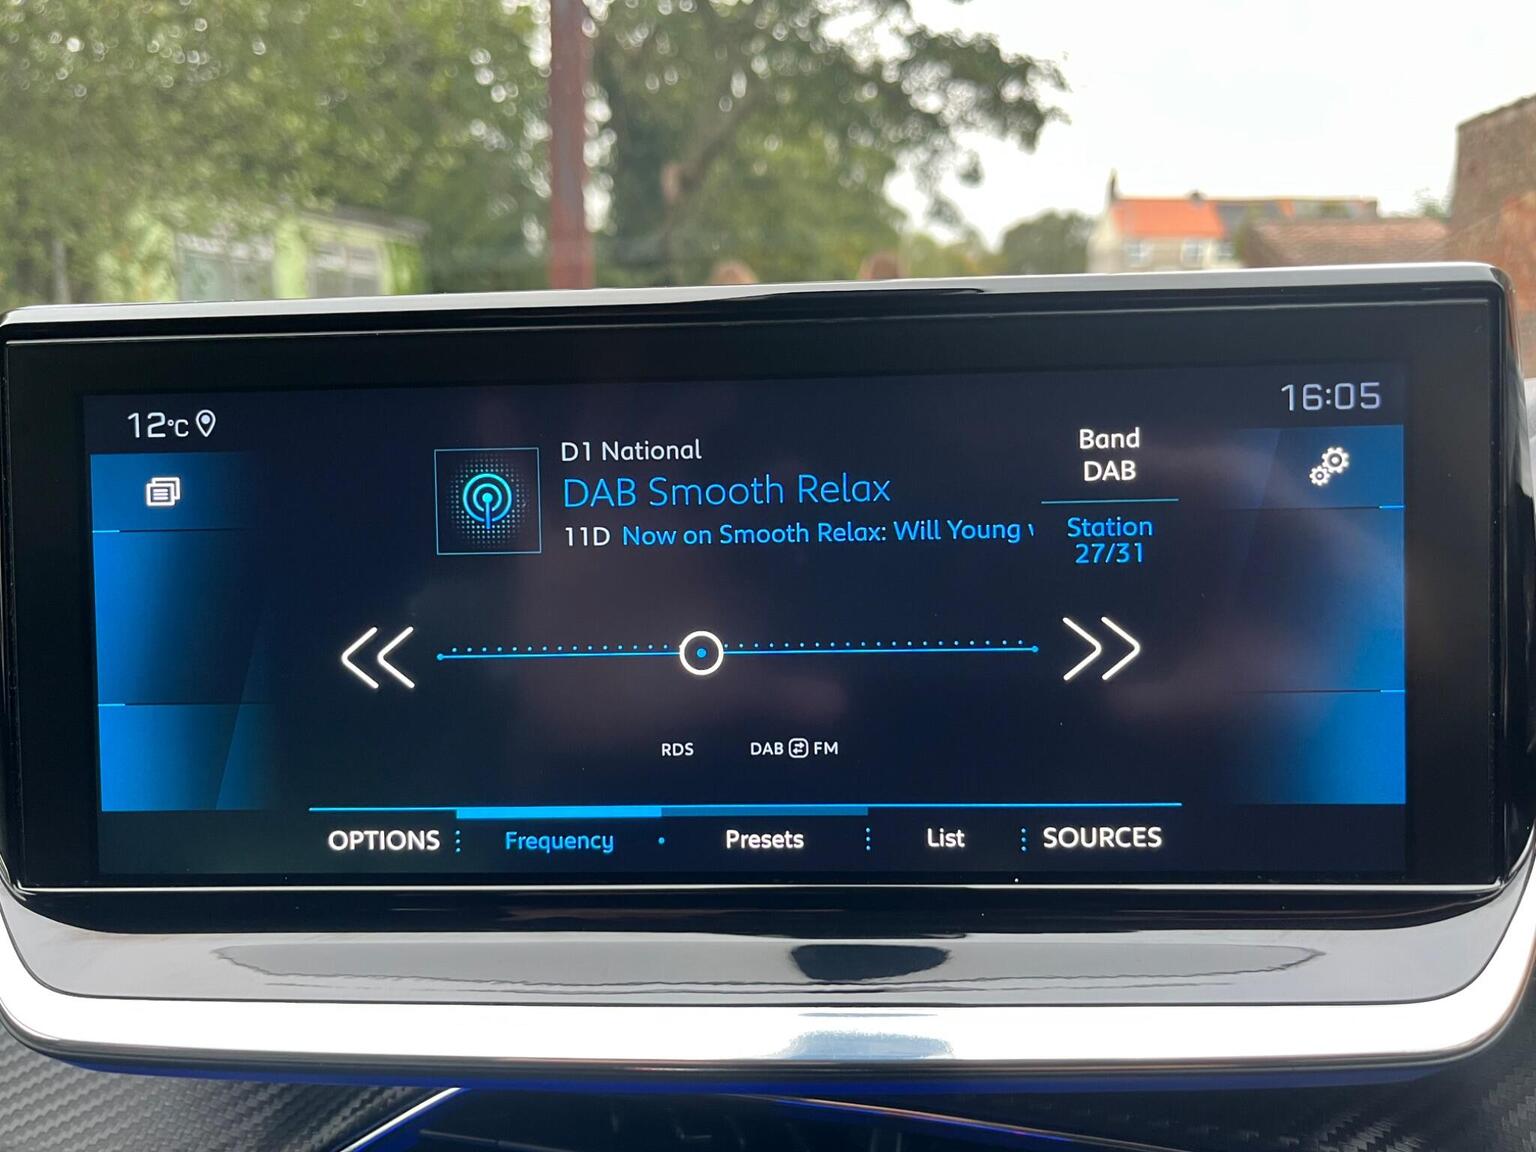 12°C
16:05
D1 National
DAB Smooth Relax
11D Now on Smooth Relax: Will Young
Band
DAB
Station
27/31
RDS
DAB FM
OPTIONS Frequency Presets List SOURCES